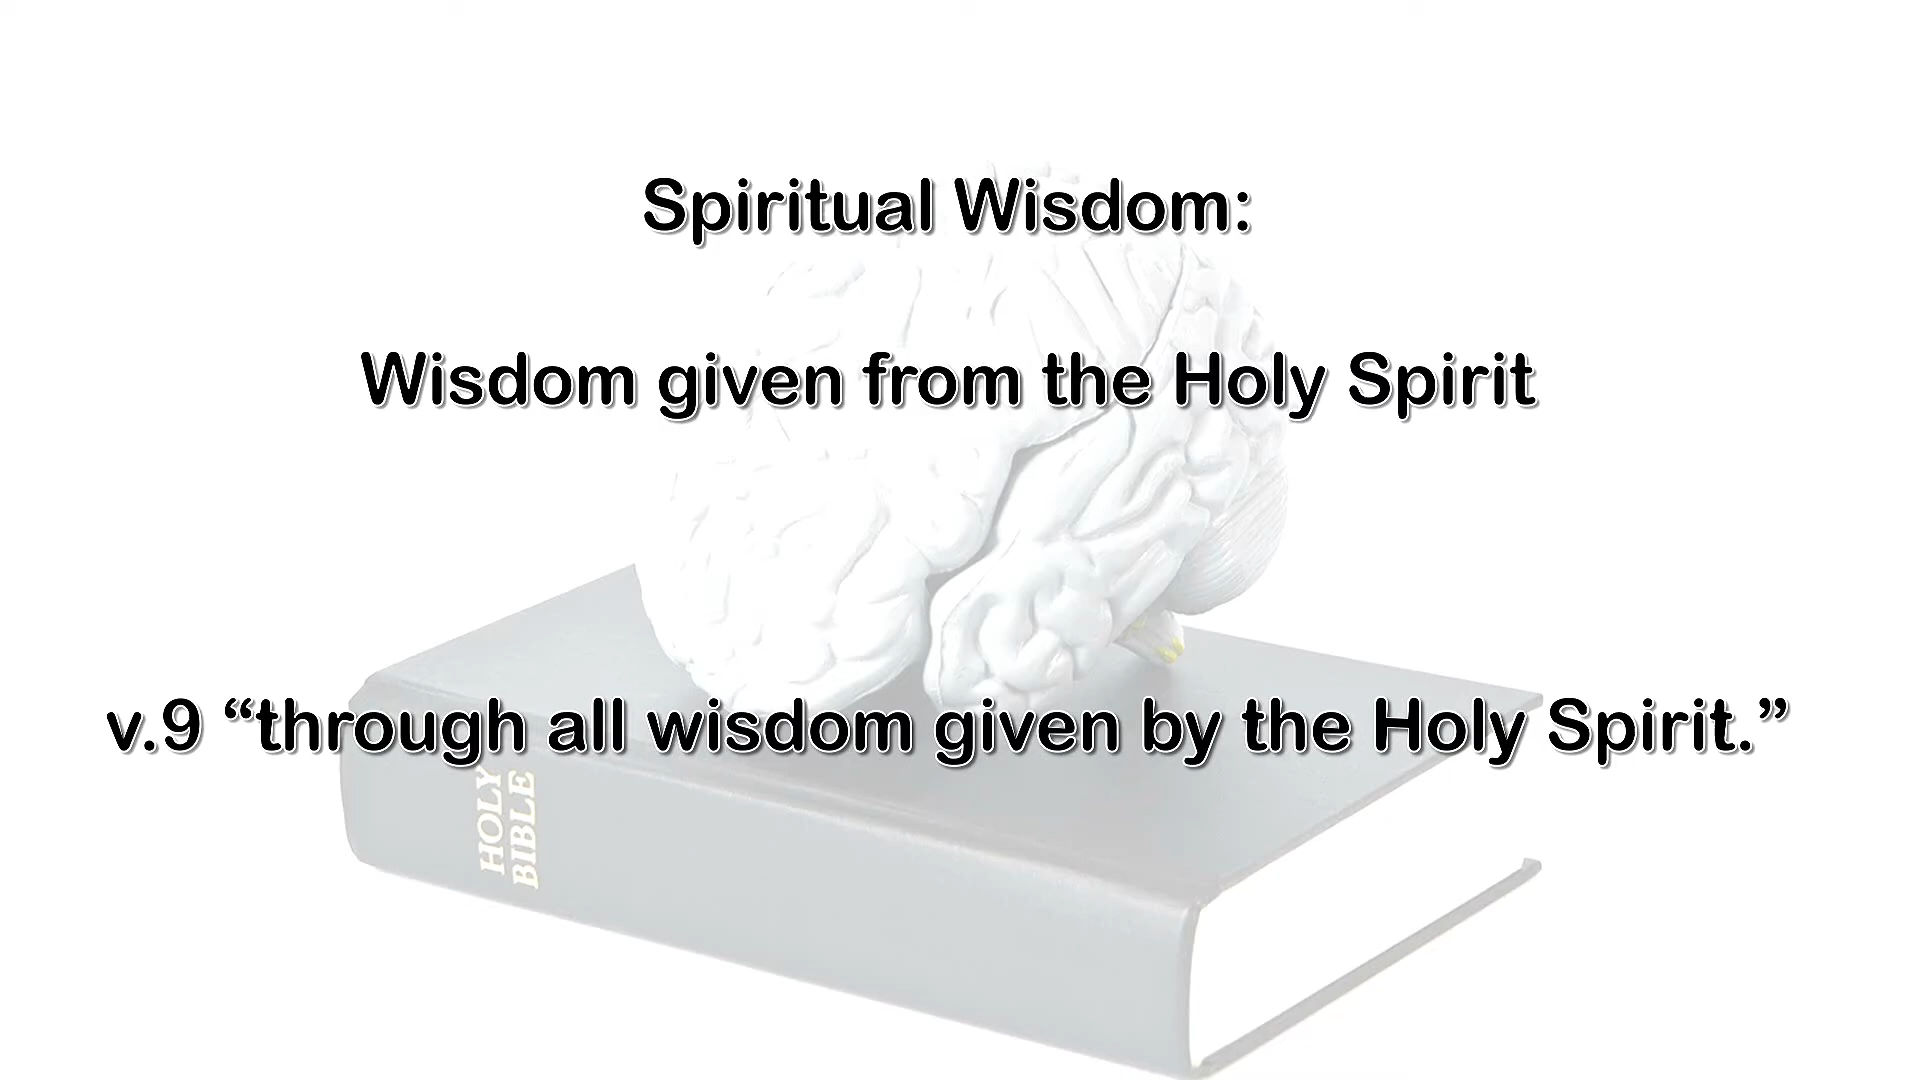 Spiritual Wisdom:
Wisdom given from the Holy Spirit
v.9 “through all wisdom given by the Holy Spirit.”
HOLY
BIBLE